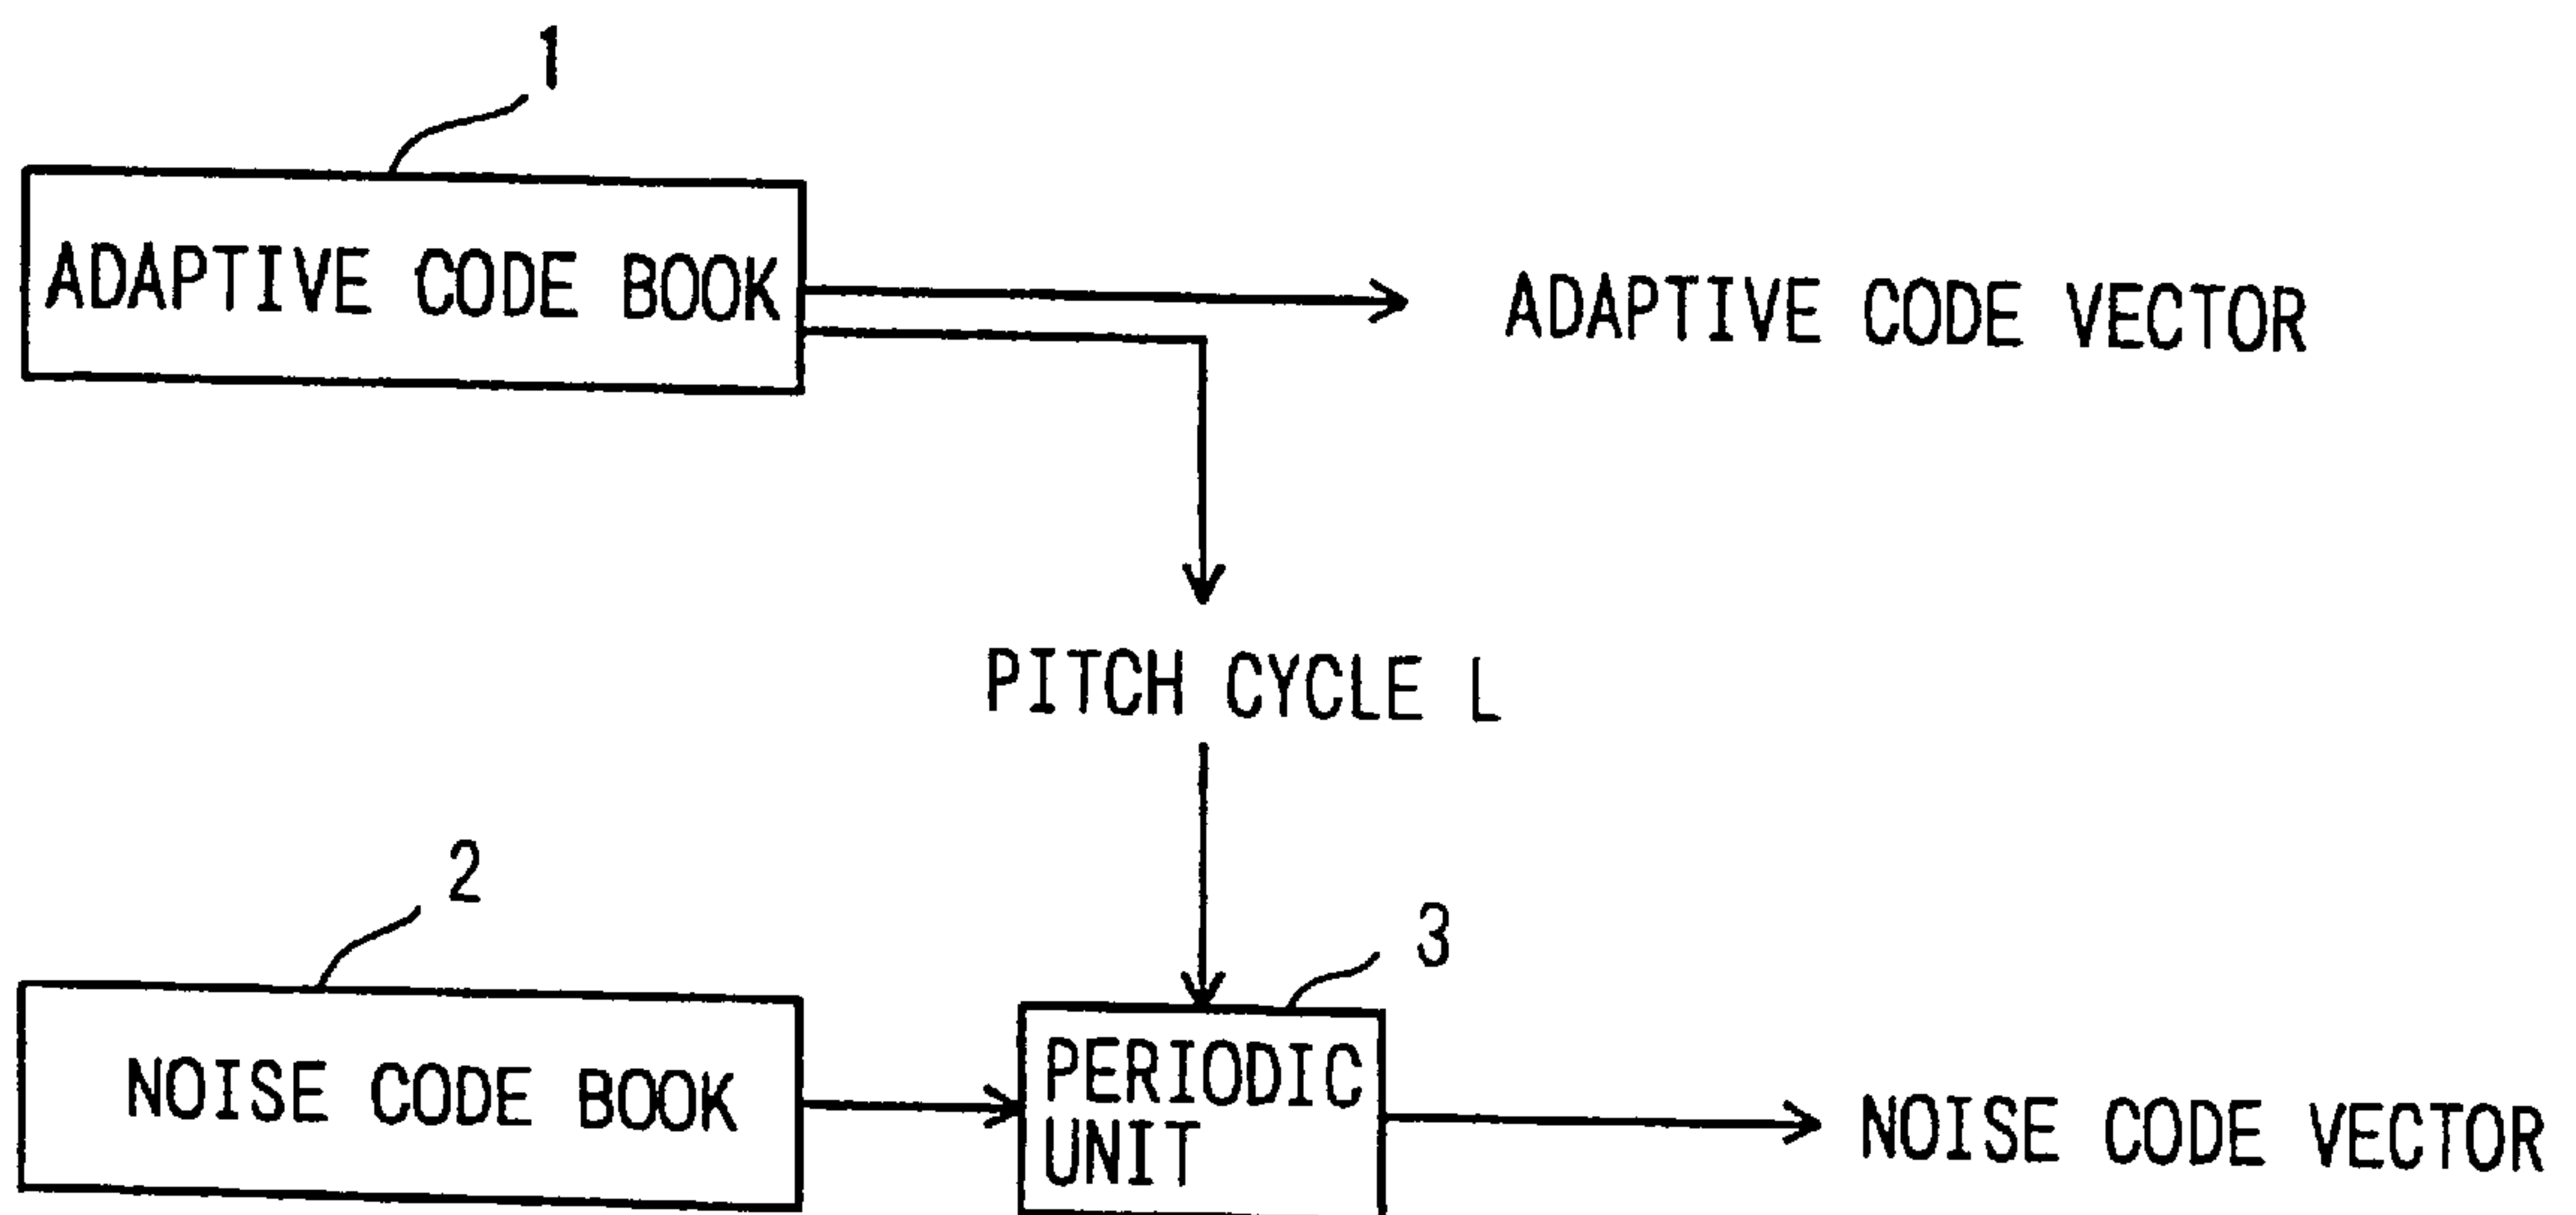 1
ADAPTIVE CODE BOOK
ADAPTIVE CODE VECTOR
PITCH CYCLE L
2
3
NOISE CODE BOOK
PERIODIC
UNIT
NOISE CODE VECTOR